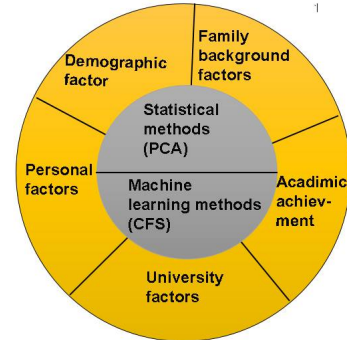 Demographic
factor
Family
background
factors
Statistical
methods
(PCA)
Personal
factors
Machine
learning methods
(CFS)
Acadimic
achiev-
ment
University
factors